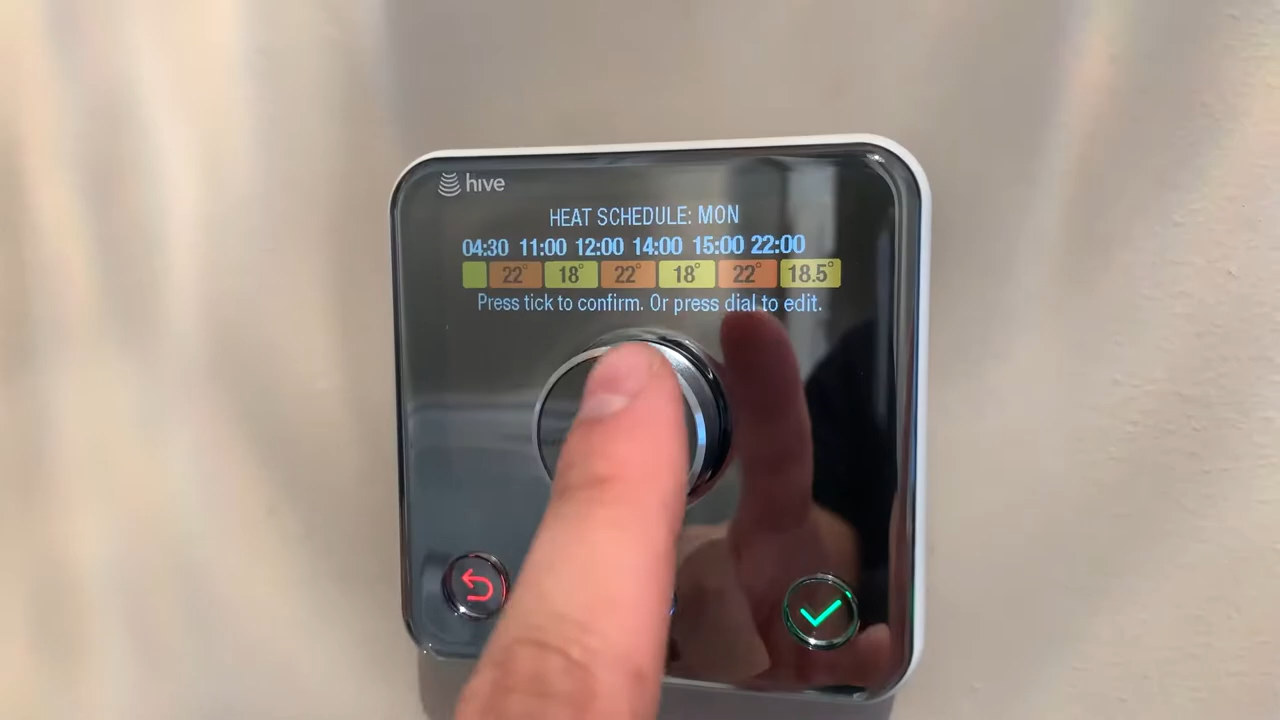 hive
HEAT SCHEDULE: MON
04:30 11:00 12:00 14:00 15:00 22:00
22° 18° 22° 18° 22° 18.5°
Press tick to confirm. Or press dial to edit.